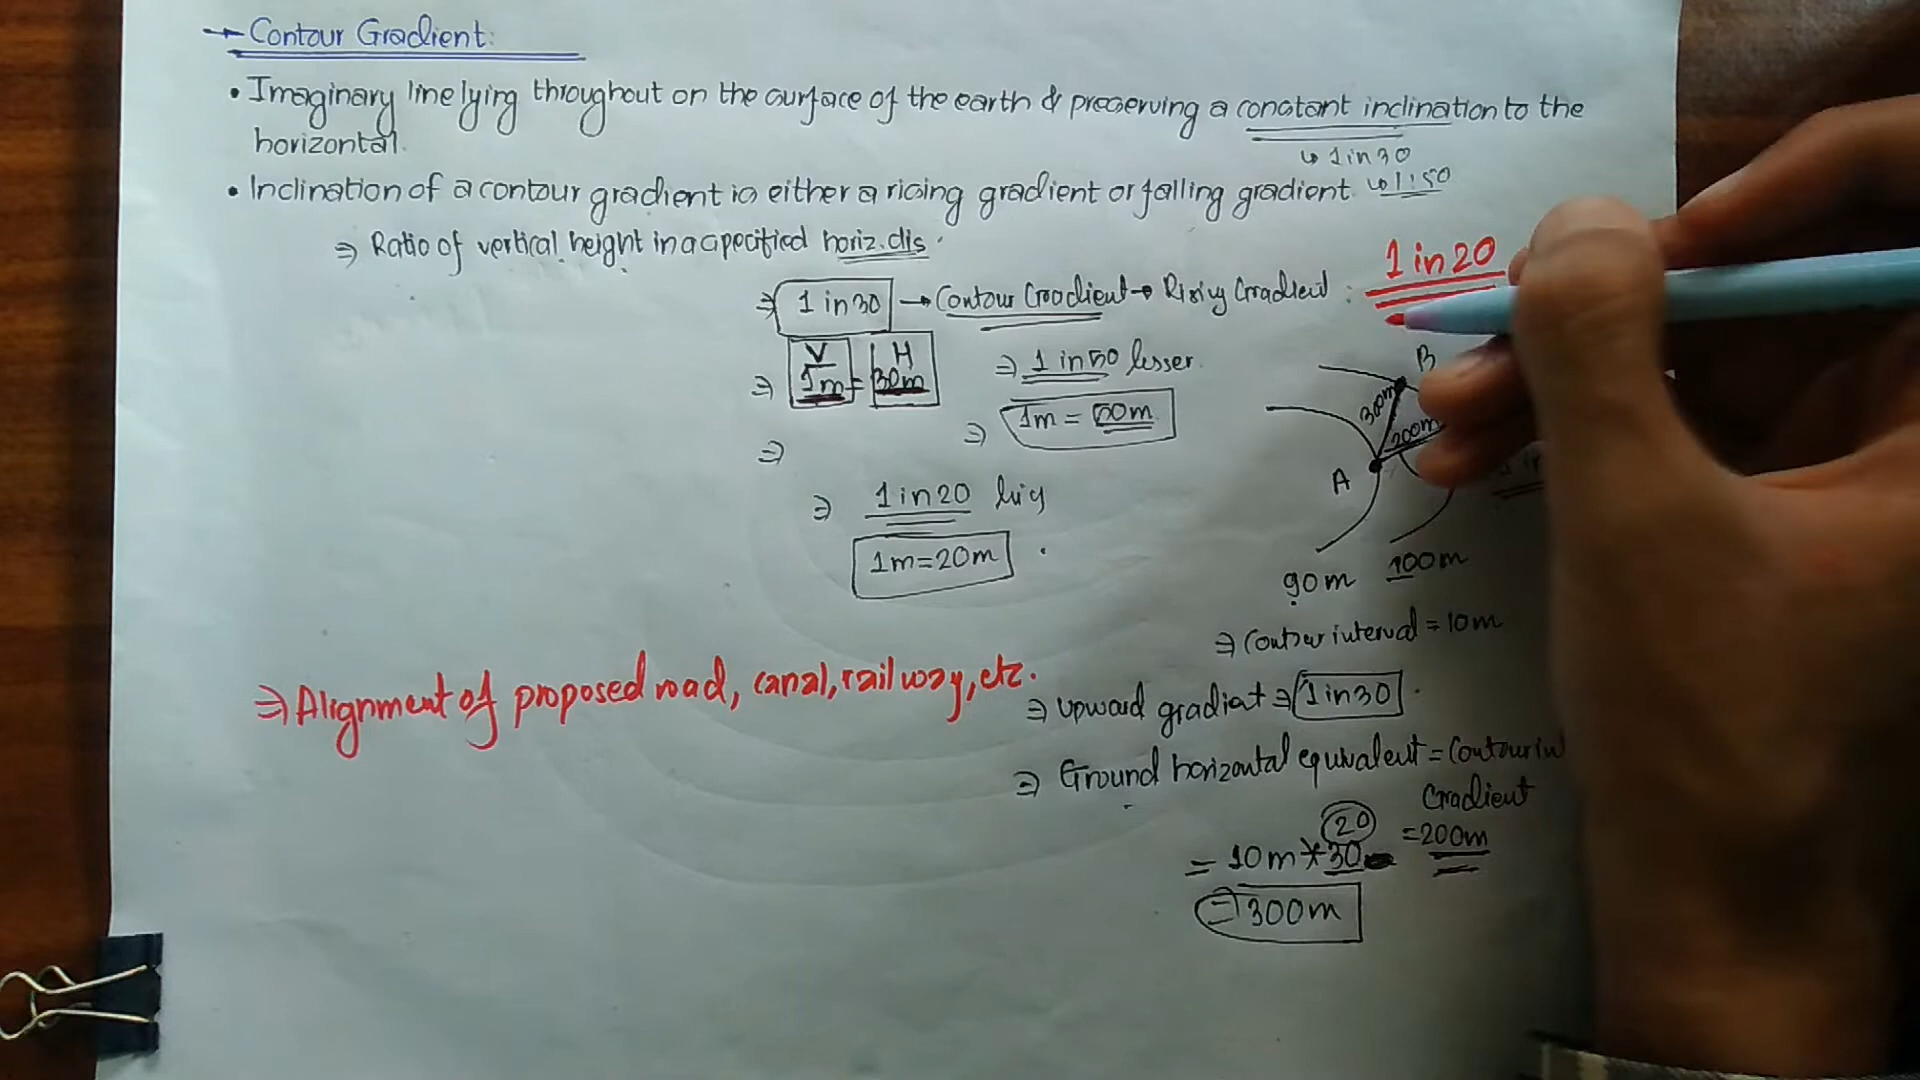 → Contour Gradient:
• Imaginary line lying throughout on the surface of the earth & preserving a constant inclination to the
horizontal.
↳ 1 in 30
• Inclination of a contour gradient is either a rising gradient or falling gradient. ↳ 1:50
⇒ Ratio of vertical height in a specified horiz. dis.
1 in 20
⇒ 1 in 30 → Contour Gradient → Rising Gradient :
V H
⇒ 1m = 30m
⇒ 1 in 50 lesser.
⇒ 1m = 50m
⇒
⇒ 1 in 20 hig
1m = 20m .
B
300m
200m
A
90m 100m
⇒ Contour interval = 10m
⇒ Alignment of proposed road, canal, railway, etc.
⇒ Upward gradiat ⇒ 1 in 30 .
⇒ Ground horizontal equivalent = Contour in
Gradient
20
= 10m * 30 = 200m
= 300m